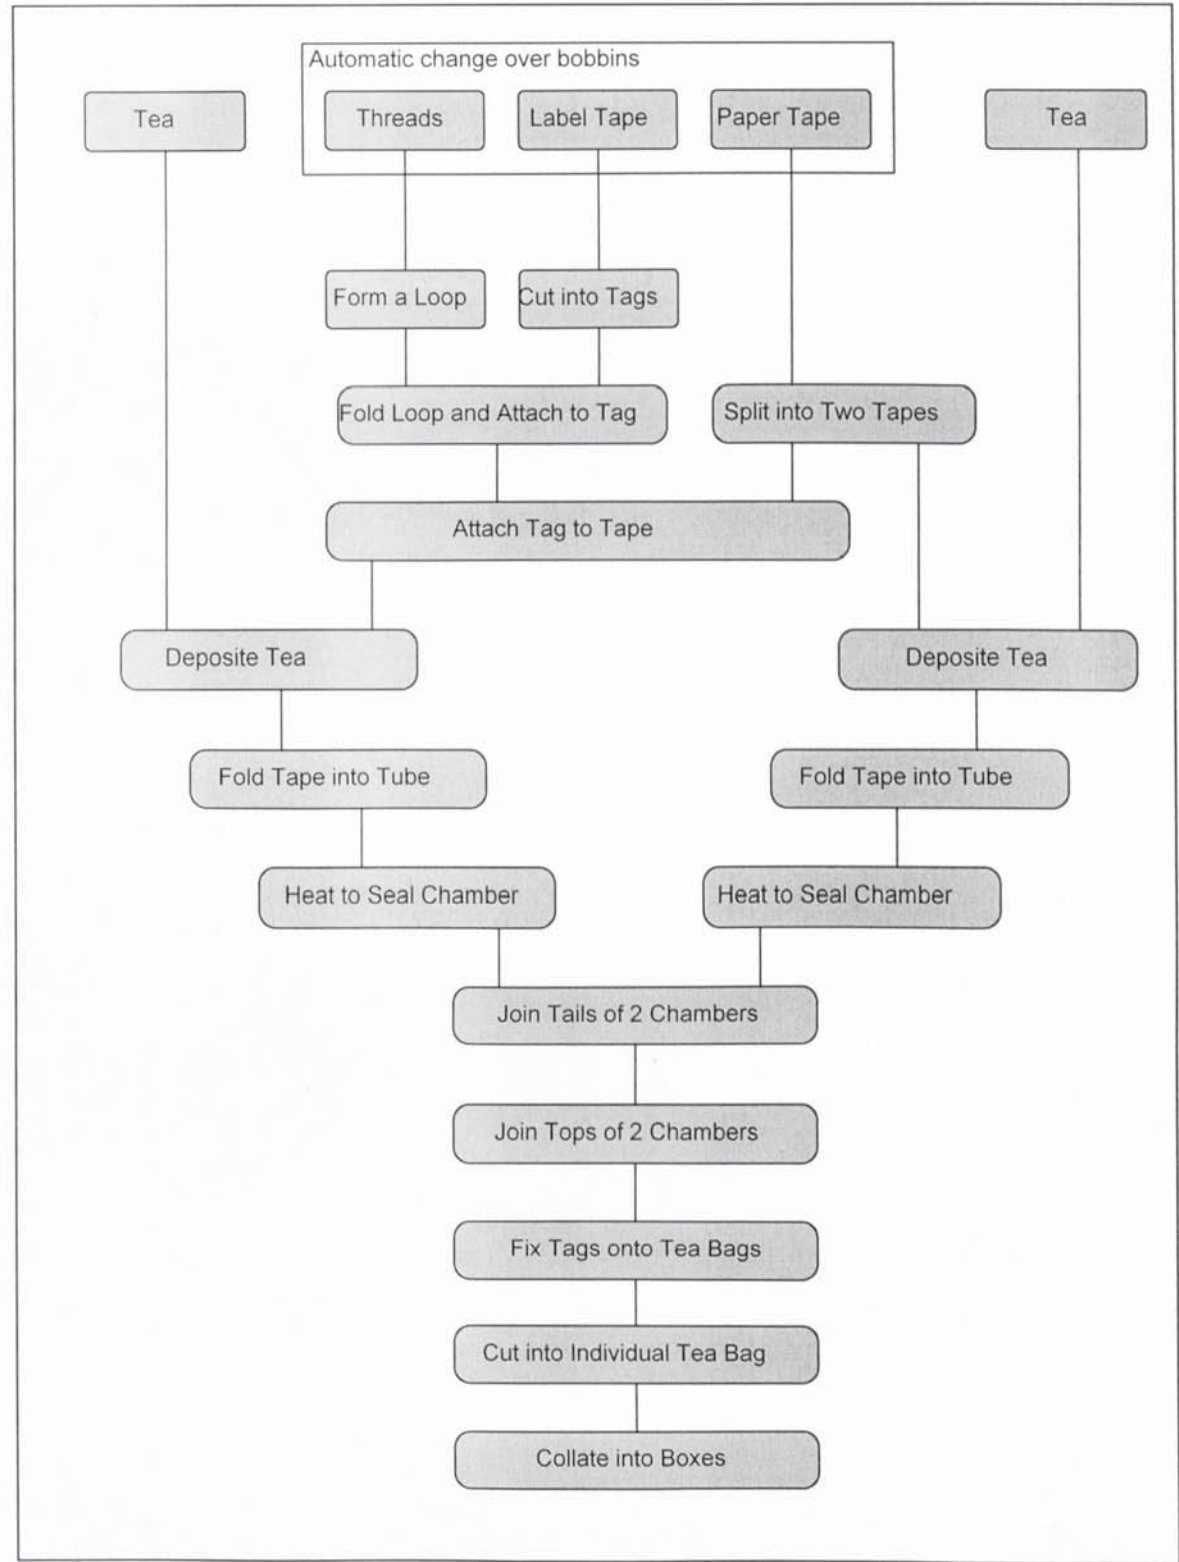 Automatic change over bobbins
Tea
Threads
Label Tape
Paper Tape
Tea
Form a Loop
Cut into Tags
Fold Loop and Attach to Tag
Split into Two Tapes
Attach Tag to Tape
Deposite Tea
Deposite Tea
Fold Tape into Tube
Fold Tape into Tube
Heat to Seal Chamber
Heat to Seal Chamber
Join Tails of 2 Chambers
Join Tops of 2 Chambers
Fix Tags onto Tea Bags
Cut into Individual Tea Bag
Collate into Boxes